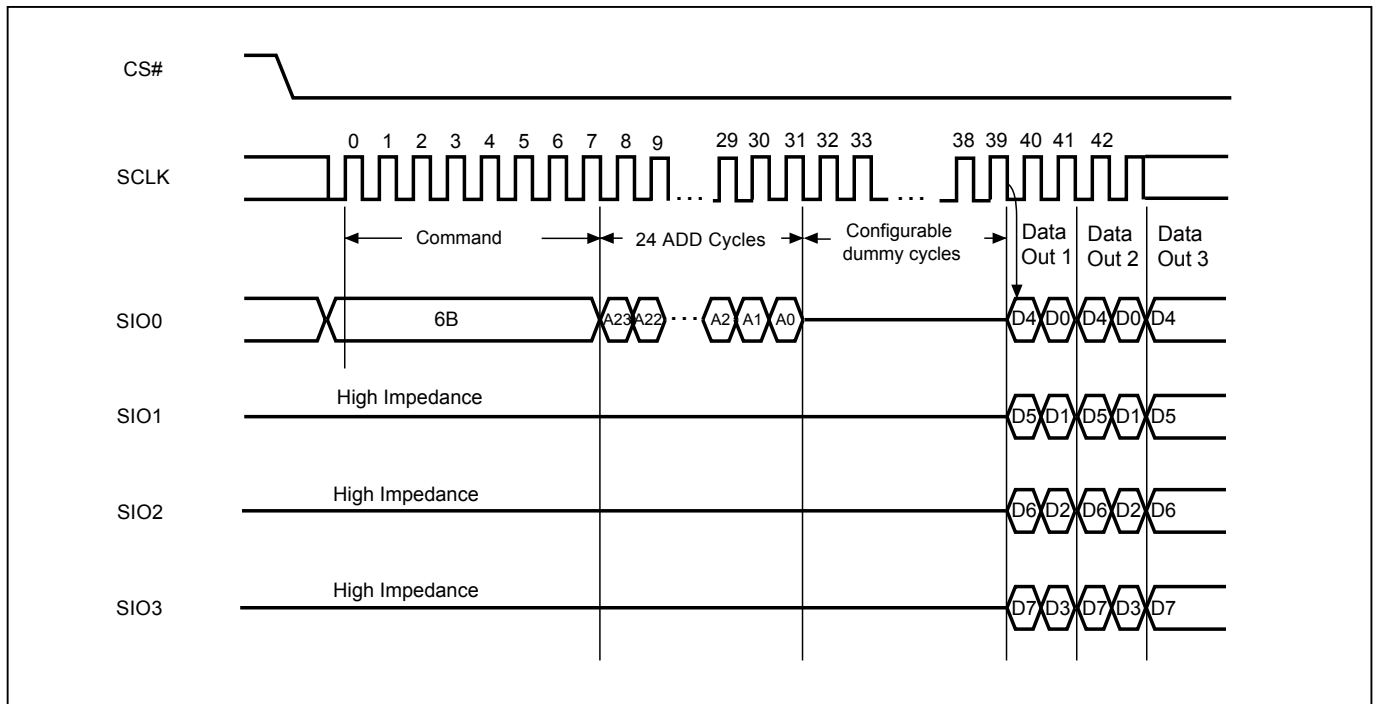 CS#
0 1 2 3 4 5 6 7 8 9 29 30 31 32 33 38 39 40 41 42
SCLK
... ...
Command 24 ADD Cycles Configurable dummy cycles Data Out 1 Data Out 2 Data Out 3
SIO0 6B A23 A22 ... A2 A1 A0 D4 D0 D4 D0 D4
High Impedance
SIO1 D5 D1 D5 D1 D5
High Impedance
SIO2 D6 D2 D6 D2 D6
High Impedance
SIO3 D7 D3 D7 D3 D7